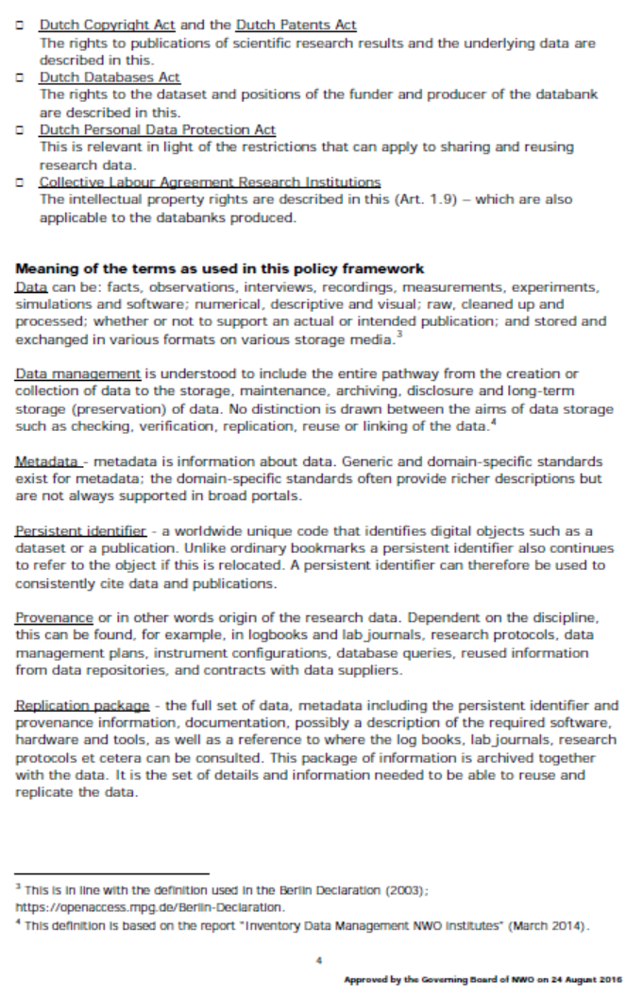 □ Dutch Copyright Act and the Dutch Patents Act
The rights to publications of scientific research results and the underlying data are
described in this.
□ Dutch Databases Act
The rights to the dataset and positions of the funder and producer of the databank
are described in this.
□ Dutch Personal Data Protection Act
This is relevant in light of the restrictions that can apply to sharing and reusing
research data.
□ Collective Labour Agreement Research Institutions
The intellectual property rights are described in this (Art. 1.9) – which are also
applicable to the databanks produced.
Meaning of the terms as used in this policy framework
Data can be: facts, observations, interviews, recordings, measurements, experiments,
simulations and software; numerical, descriptive and visual; raw, cleaned up and
processed; whether or not to support an actual or intended publication; and stored and
exchanged in various formats on various storage media.³
Data management is understood to include the entire pathway from the creation or
collection of data to the storage, maintenance, archiving, disclosure and long-term
storage (preservation) of data. No distinction is drawn between the aims of data storage
such as checking, verification, replication, reuse or linking of the data.⁴
Metadata - metadata is information about data. Generic and domain-specific standards
exist for metadata; the domain-specific standards often provide richer descriptions but
are not always supported in broad portals.
Persistent identifier - a worldwide unique code that identifies digital objects such as a
dataset or a publication. Unlike ordinary bookmarks a persistent identifier also continues
to refer to the object if this is relocated. A persistent identifier can therefore be used to
consistently cite data and publications.
Provenance or in other words origin of the research data. Dependent on the discipline,
this can be found, for example, in logbooks and lab journals, research protocols, data
management plans, instrument configurations, database queries, reused information
from data repositories, and contracts with data suppliers.
Replication package - the full set of data, metadata including the persistent identifier and
provenance information, documentation, possibly a description of the required software,
hardware and tools, as well as a reference to where the log books, lab journals, research
protocols et cetera can be consulted. This package of information is archived together
with the data. It is the set of details and information needed to be able to reuse and
replicate the data.
³ This is in line with the definition used in the Berlin Declaration (2003);
https://openaccess.mpg.de/Berlin-Declaration.
⁴ This definition is based on the report "Inventory Data Management NWO Institutes" (March 2014).
4
Approved by the Governing Board of NWO on 24 August 2016